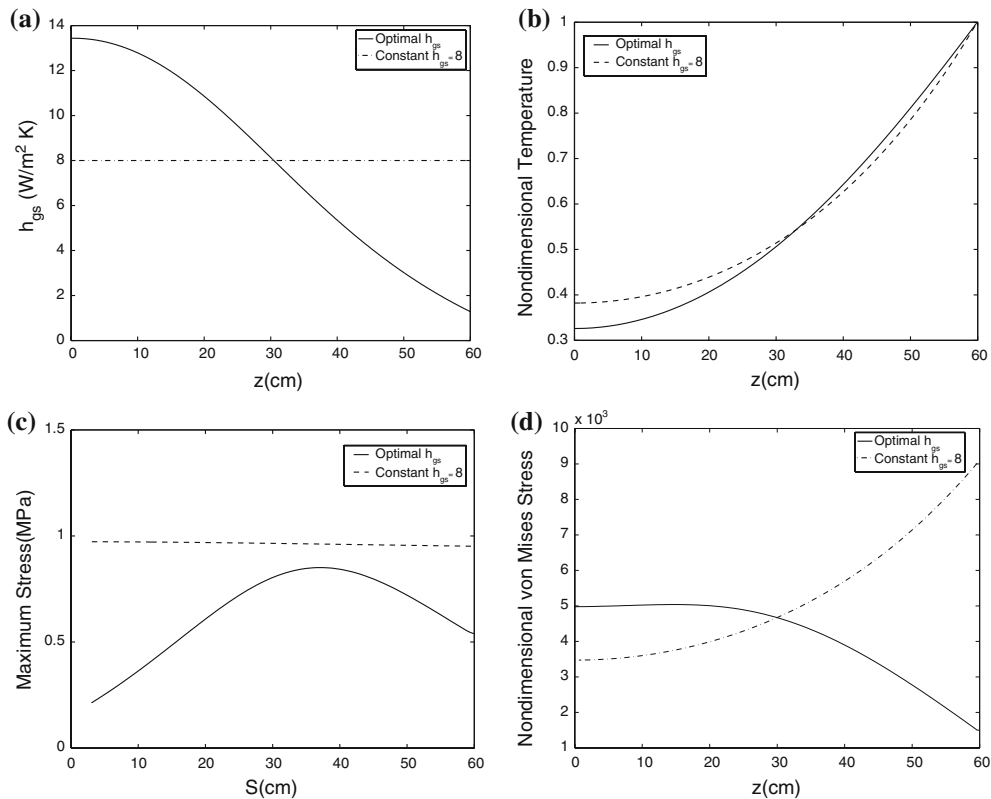 (a)
14
12
10
8
6
4
2
0
0 10 20 30 40 50 60
h_gs (W/m² K)
z(cm)
Optimal h_gs
Constant h_gs=8
(b)
1
0.9
0.8
0.7
0.6
0.5
0.4
0.3
0 10 20 30 40 50 60
Nondimensional Temperature
z(cm)
Optimal h_gs
Constant h_gs=8
(c)
1.5
1
0.5
0
0 10 20 30 40 50 60
Maximum Stress(MPa)
S(cm)
Optimal h_gs
Constant h_gs=8
(d)
x 10³
10
9
8
7
6
5
4
3
2
1
0 10 20 30 40 50 60
Nondimensional von Mises Stress
z(cm)
Optimal h_gs
Constant h_gs=8